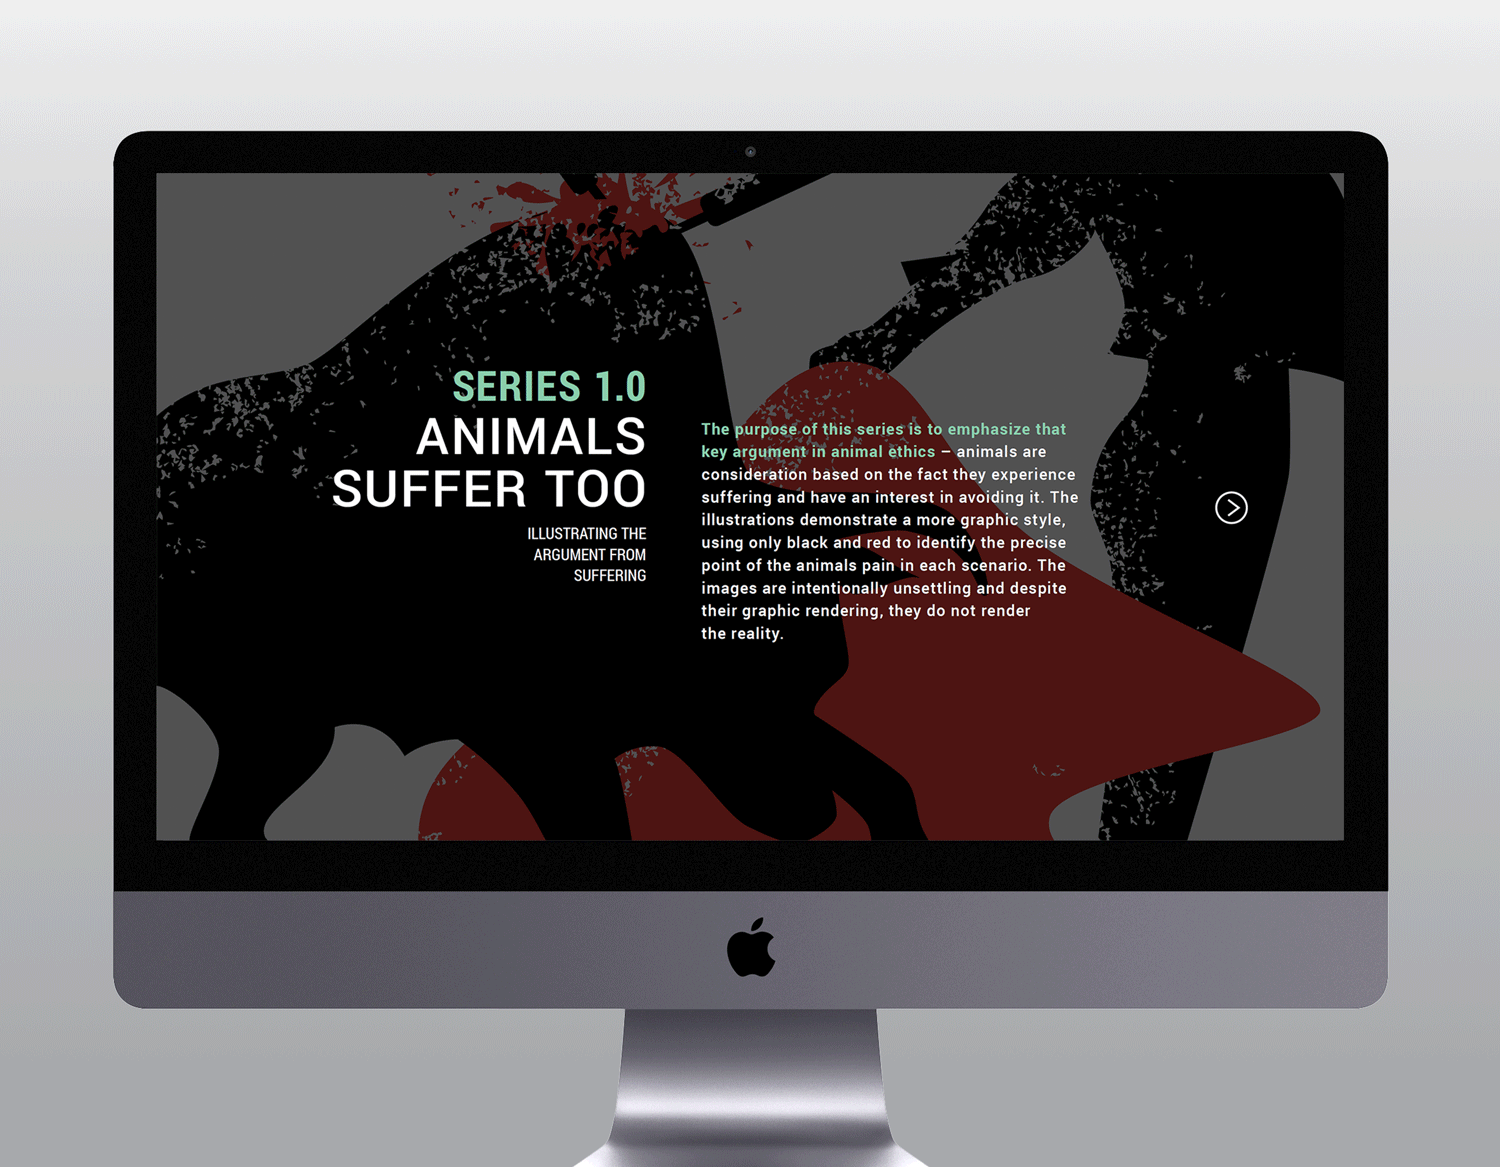 SERIES 1.0
ANIMALS
SUFFER TOO
ILLUSTRATING THE
ARGUMENT FROM
SUFFERING
The purpose of this series is to emphasize that
key argument in animal ethics – animals are
consideration based on the fact they experience
suffering and have an interest in avoiding it. The
illustrations demonstrate a more graphic style,
using only black and red to identify the precise
point of the animals pain in each scenario. The
images are intentionally unsettling and despite
their graphic rendering, they do not render
the reality.